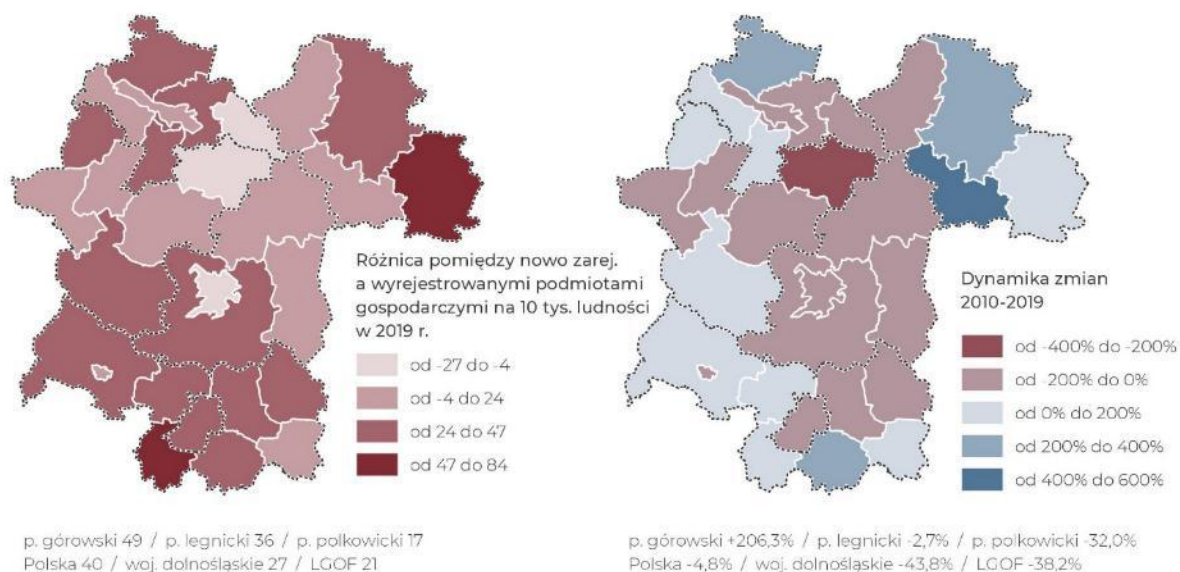 Różnica pomiędzy nowo zarej.
a wyrejestrowanymi podmiotami
gospodarczymi na 10 tys. ludności
w 2019 r.
od -27 do -4
od -4 do 24
od 24 do 47
od 47 do 84
p. górowski 49 / p. legnicki 36 / p. polkowicki 17
Polska 40 / woj. dolnośląskie 27 / LGOF 21
Dynamika zmian
2010-2019
od -400% do -200%
od -200% do 0%
od 0% do 200%
od 200% do 400%
od 400% do 600%
p. górowski +206,3% / p. legnicki -2,7% / p. polkowicki -32,0%
Polska -4,8% / woj. dolnośląskie -43,8% / LGOF -38,2%